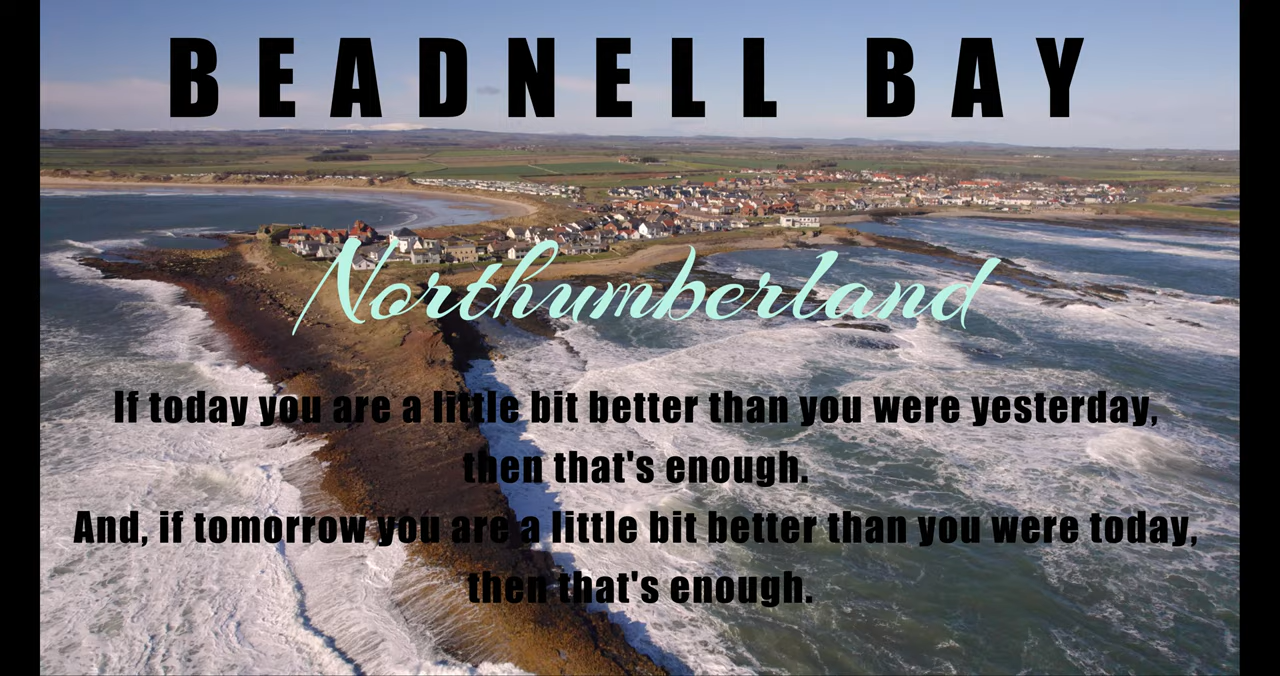 BEADNELL BAY
Northumberland
If today you are a little bit better than you were yesterday,
then that's enough.
And, if tomorrow you are a little bit better than you were today,
then that's enough.